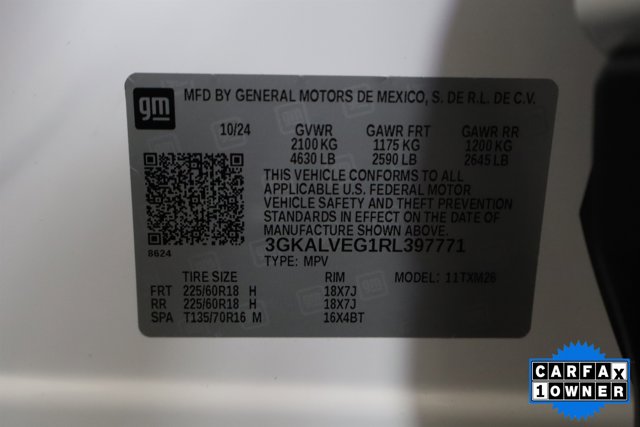 gm
MFD BY GENERAL MOTORS DE MEXICO, S. DE R.L. DE C.V.
10/24 GVWR GAWR FRT GAWR RR
2100 KG 1175 KG 1200 KG
4630 LB 2590 LB 2645 LB
THIS VEHICLE CONFORMS TO ALL
APPLICABLE U.S. FEDERAL MOTOR
VEHICLE SAFETY AND THEFT PREVENTION
STANDARDS IN EFFECT ON THE DATE OF
MANUFACTURE SHOWN ABOVE.
8624
3GKALVEG1RL397771
TYPE: MPV
TIRE SIZE RIM MODEL: 11TXM26
FRT 225/60R18 H 18X7J
RR 225/60R18 H 18X7J
SPA T135/70R16 M 16X4BT
CARFAX
1 OWNER